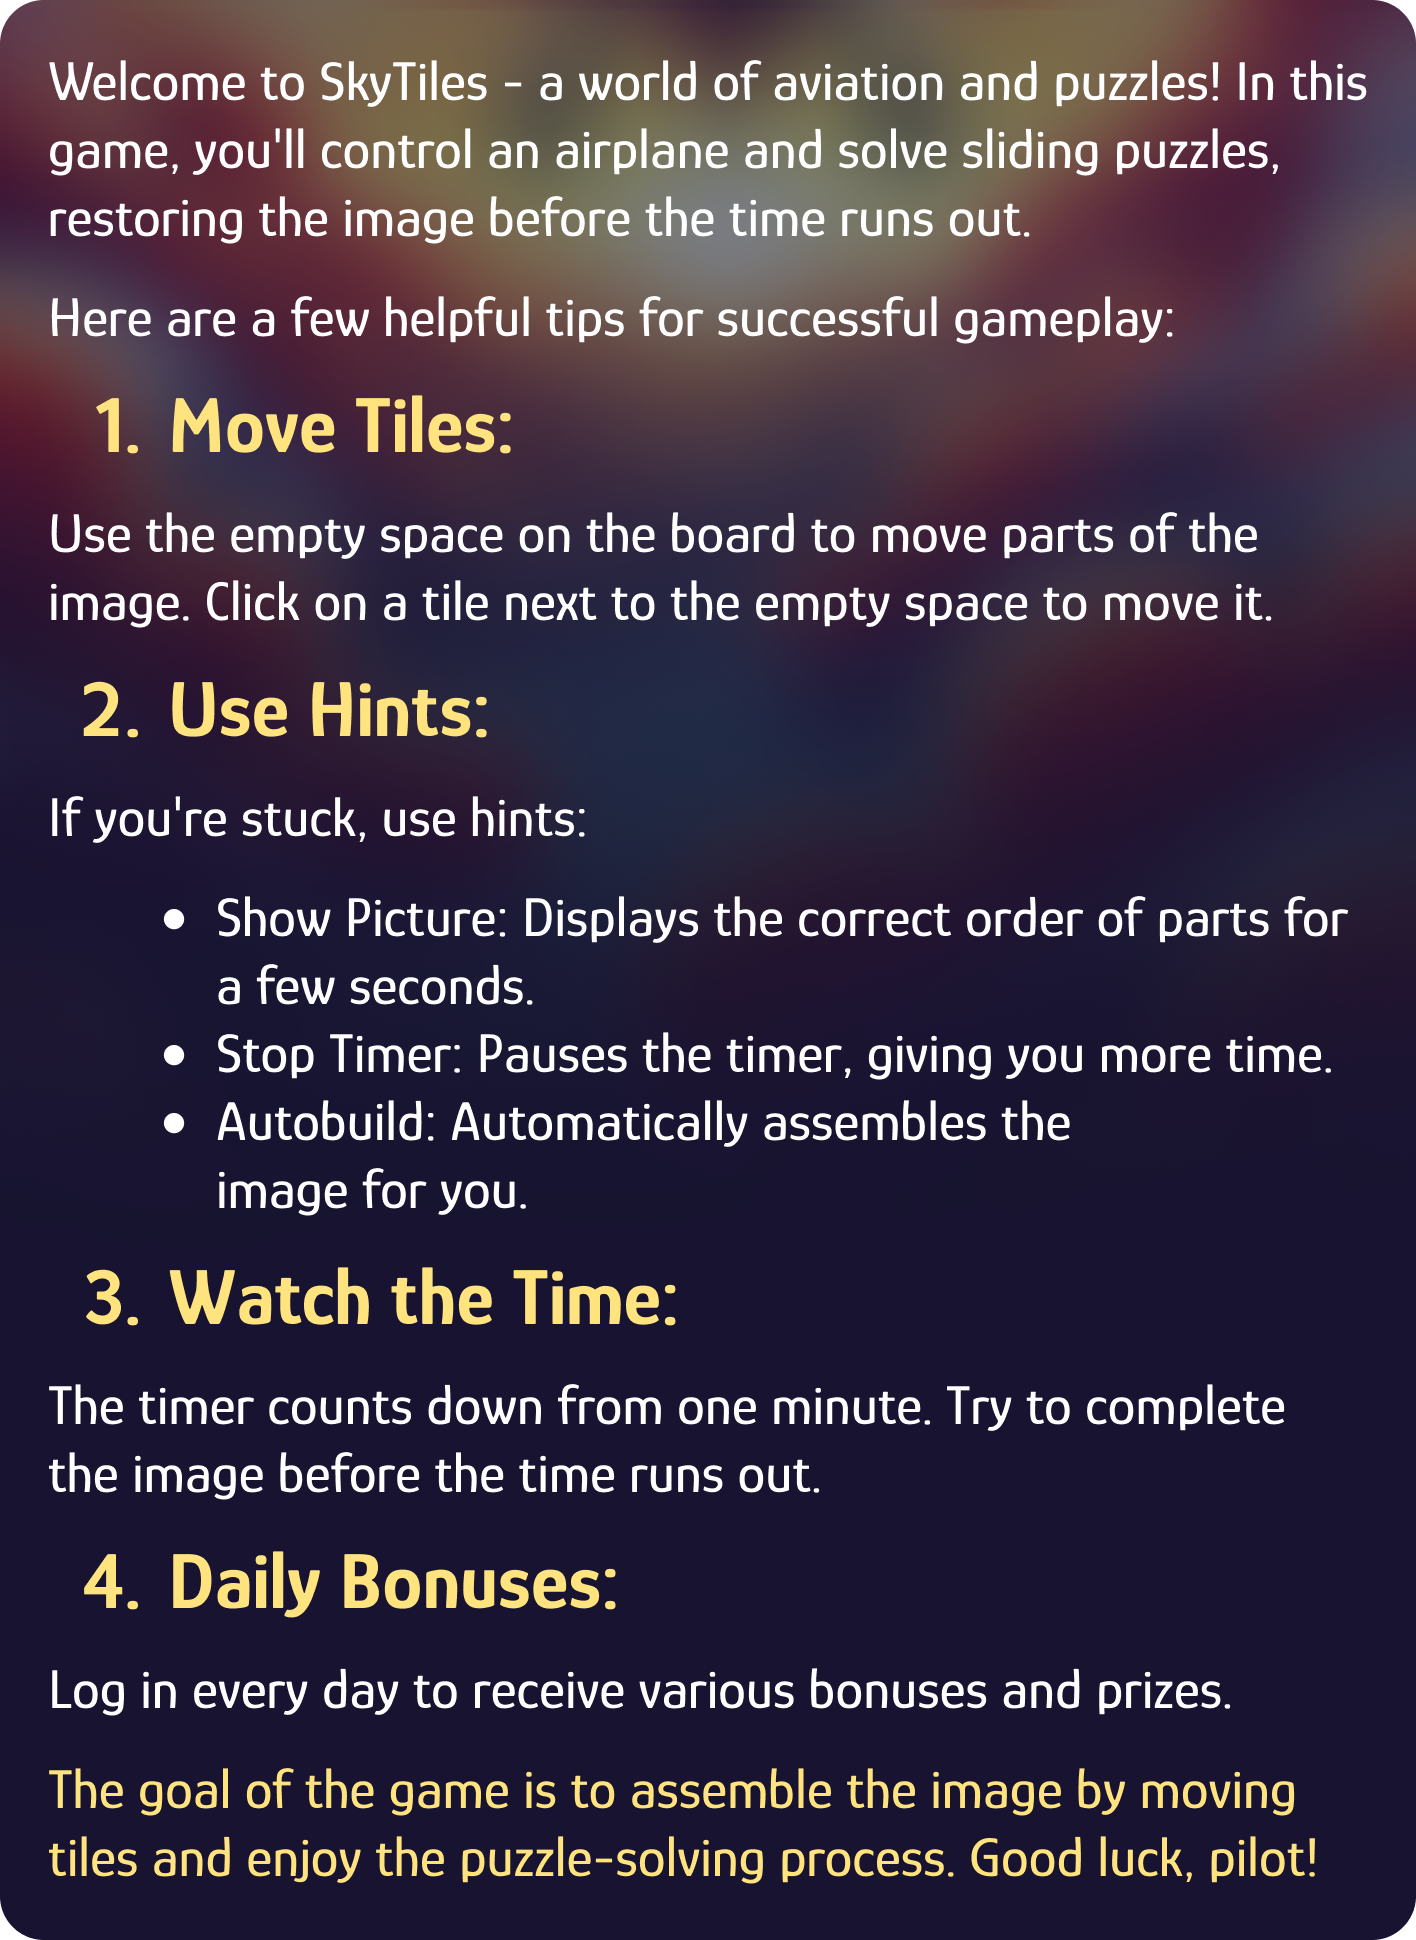 Welcome to SkyTiles - a world of aviation and puzzles! In this
game, you'll control an airplane and solve sliding puzzles,
restoring the image before the time runs out.
Here are a few helpful tips for successful gameplay:
1. Move Tiles:
Use the empty space on the board to move parts of the
image. Click on a tile next to the empty space to move it.
2. Use Hints:
If you're stuck, use hints:
• Show Picture: Displays the correct order of parts for
a few seconds.
• Stop Timer: Pauses the timer, giving you more time.
• Autobuild: Automatically assembles the
image for you.
3. Watch the Time:
The timer counts down from one minute. Try to complete
the image before the time runs out.
4. Daily Bonuses:
Log in every day to receive various bonuses and prizes.
The goal of the game is to assemble the image by moving
tiles and enjoy the puzzle-solving process. Good luck, pilot!